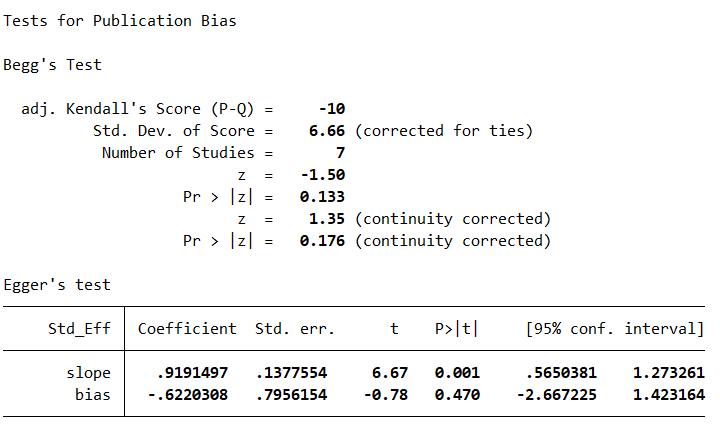 Tests for Publication Bias
Begg's Test
adj. Kendall's Score (P-Q) = -10
Std. Dev. of Score = 6.66 (corrected for ties)
Number of Studies = 7
z = -1.50
Pr > |z| = 0.133
z = 1.35 (continuity corrected)
Pr > |z| = 0.176 (continuity corrected)
Egger's test
Std_Eff Coefficient Std. err. t P>|t| [95% conf. interval]
slope .9191497 .1377554 6.67 0.001 .5650381 1.273261
bias -.6220308 .7956154 -0.78 0.470 -2.667225 1.423164